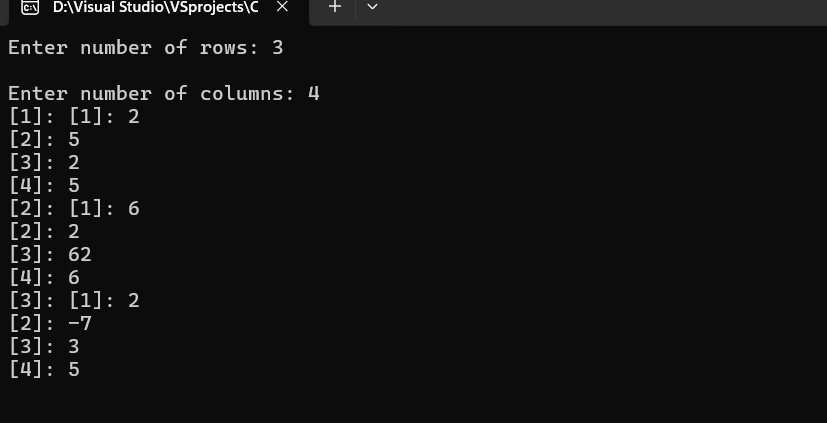 D:\Visual Studio\VSprojects\C
Enter number of rows: 3
Enter number of columns: 4
[1]: [1]: 2
[2]: 5
[3]: 2
[4]: 5
[2]: [1]: 6
[2]: 2
[3]: 62
[4]: 6
[3]: [1]: 2
[2]: -7
[3]: 3
[4]: 5